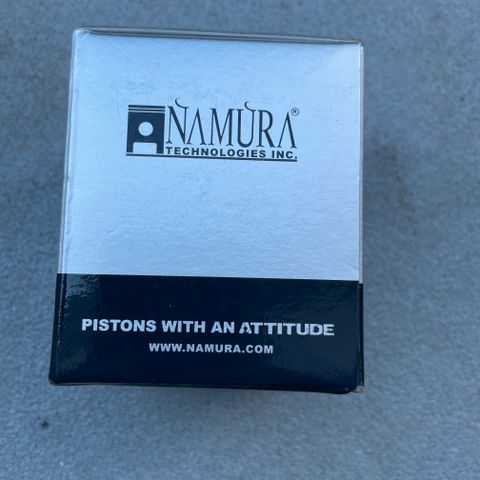 NAMURA®
TECHNOLOGIES INC.
PISTONS WITH AN ATTITUDE
WWW.NAMURA.COM